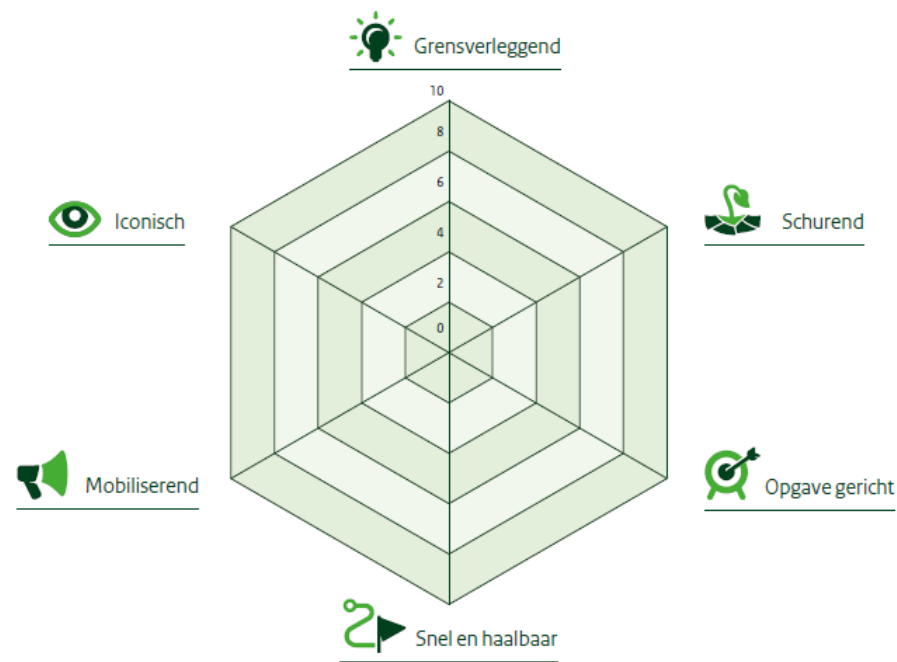 Grensverleggend
10
8
6
4
2
0
Iconisch
Schurend
Mobiliserend
Opgave gericht
Snel en haalbaar